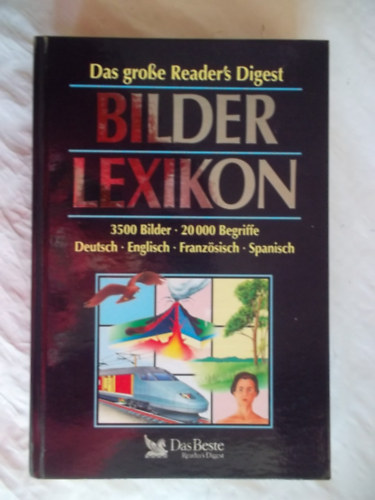 Das große Reader's Digest
BILDER
LEXIKON
3500 Bilder · 20 000 Begriffe
Deutsch · Englisch · Französisch · Spanisch
Das Beste
Reader's Digest